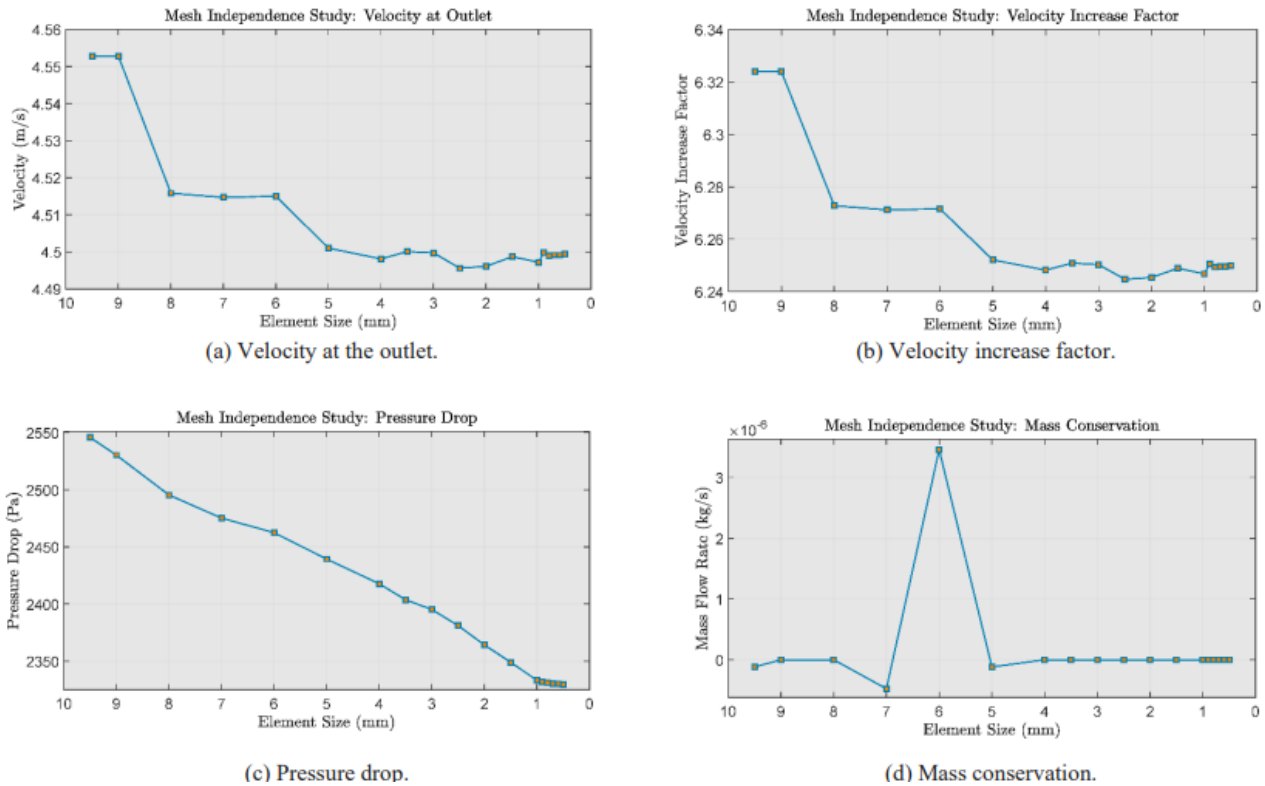 Mesh Independence Study: Velocity at Outlet
4.56
4.55
4.54
4.53
4.52
4.51
4.5
4.49
Velocity (m/s)
10 9 8 7 6 5 4 3 2 1 0
Element Size (mm)
(a) Velocity at the outlet.
Mesh Independence Study: Velocity Increase Factor
6.34
6.32
6.3
6.28
6.26
6.24
Velocity Increase Factor
10 9 8 7 6 5 4 3 2 1 0
Element Size (mm)
(b) Velocity increase factor.
Mesh Independence Study: Pressure Drop
2550
2500
2450
2400
2350
Pressure Drop (Pa)
10 9 8 7 6 5 4 3 2 1 0
Element Size (mm)
(c) Pressure drop.
Mesh Independence Study: Mass Conservation
×10-6
3
2
1
0
Mass Flow Rate (kg/s)
10 9 8 7 6 5 4 3 2 1 0
Element Size (mm)
(d) Mass conservation.